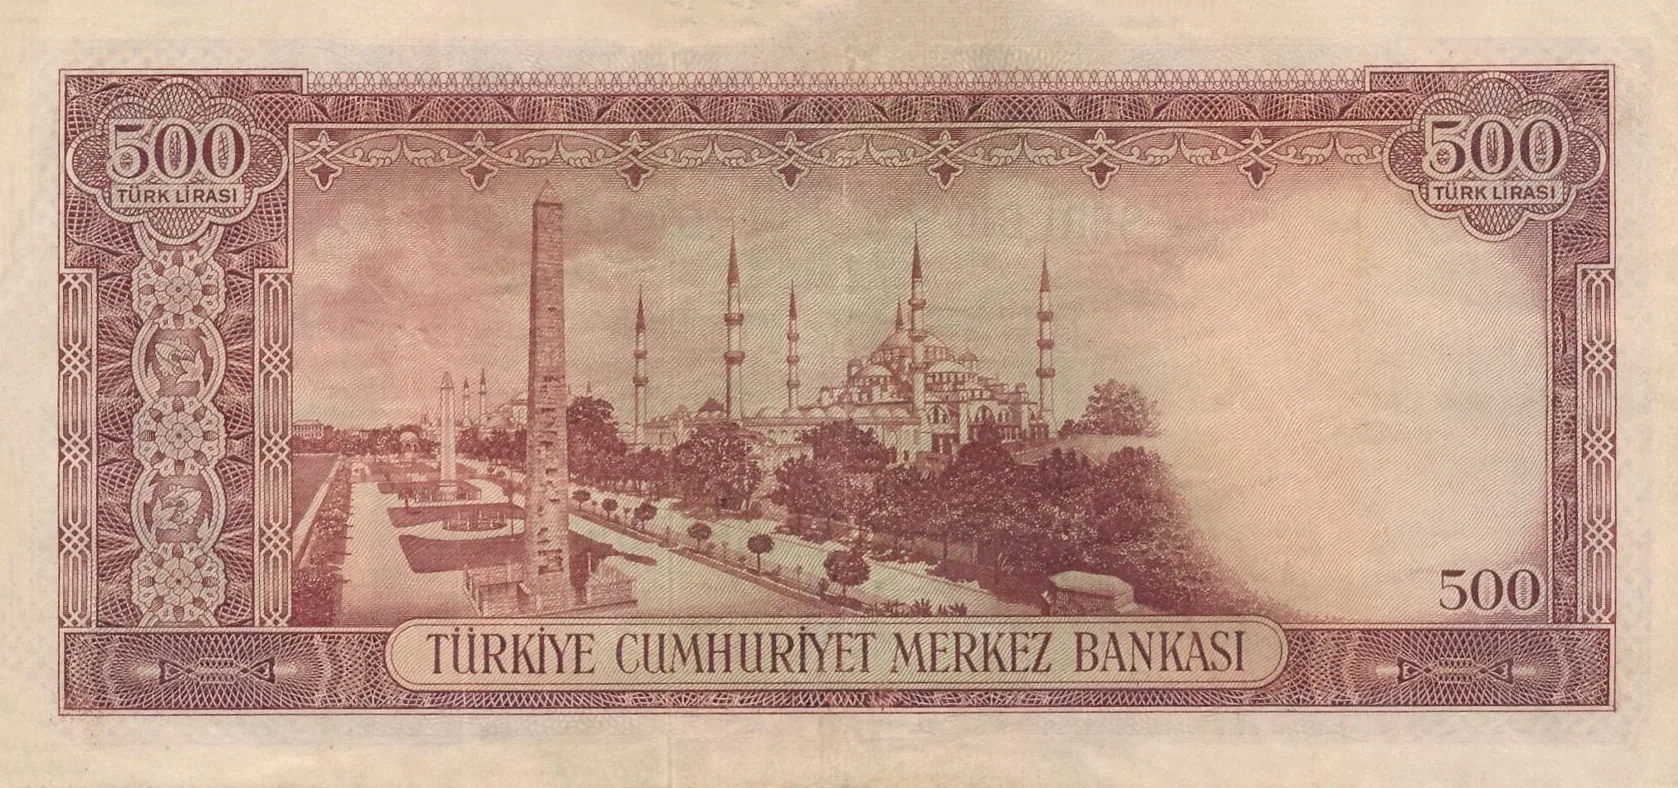 500
TÜRK LİRASI
500
TÜRK LİRASI
500
TÜRKİYE CUMHURİYET MERKEZ BANKASI